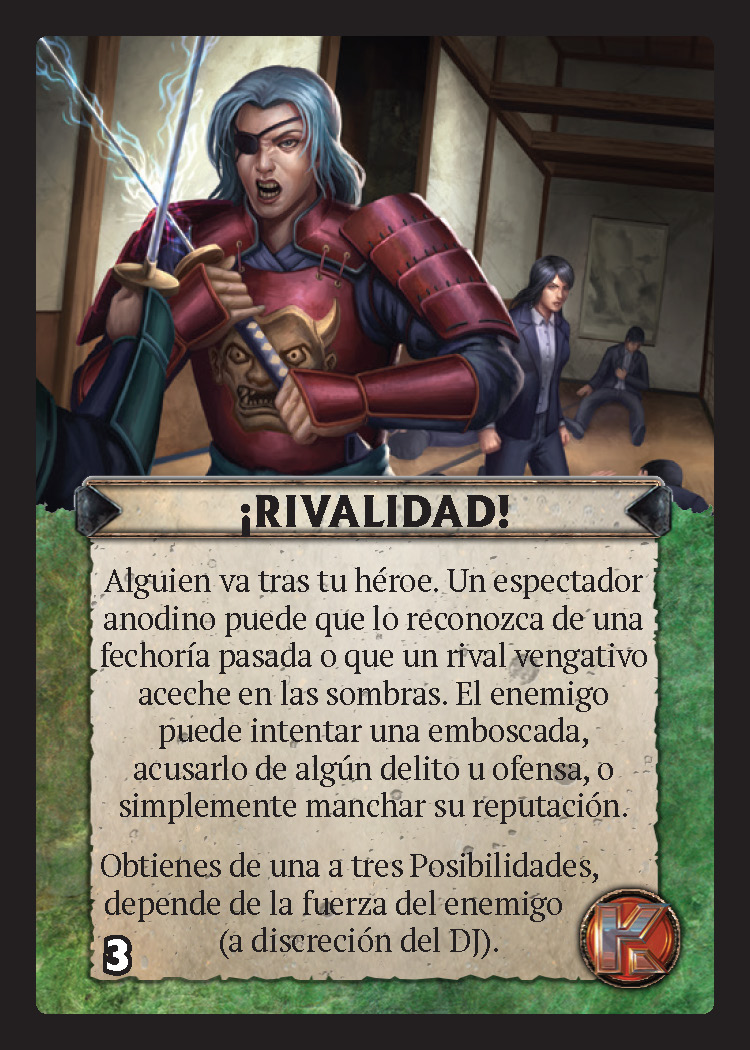 ¡RIVALIDAD!
Alguien va tras tu héroe. Un espectador
anodino puede que lo reconozca de una
fechoría pasada o que un rival vengativo
aceche en las sombras. El enemigo
puede intentar una emboscada,
acusarlo de algún delito u ofensa, o
simplemente manchar su reputación.
Obtienes de una a tres Posibilidades,
depende de la fuerza del enemigo
(a discreción del DJ).
3
K